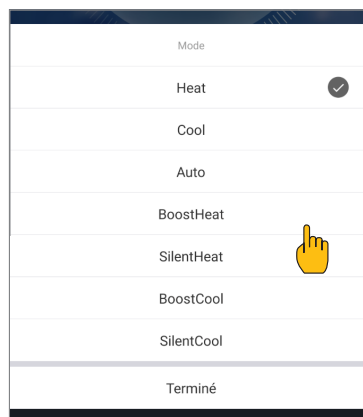 Mode
Heat
Cool
Auto
BoostHeat
SilentHeat
BoostCool
SilentCool
Terminé